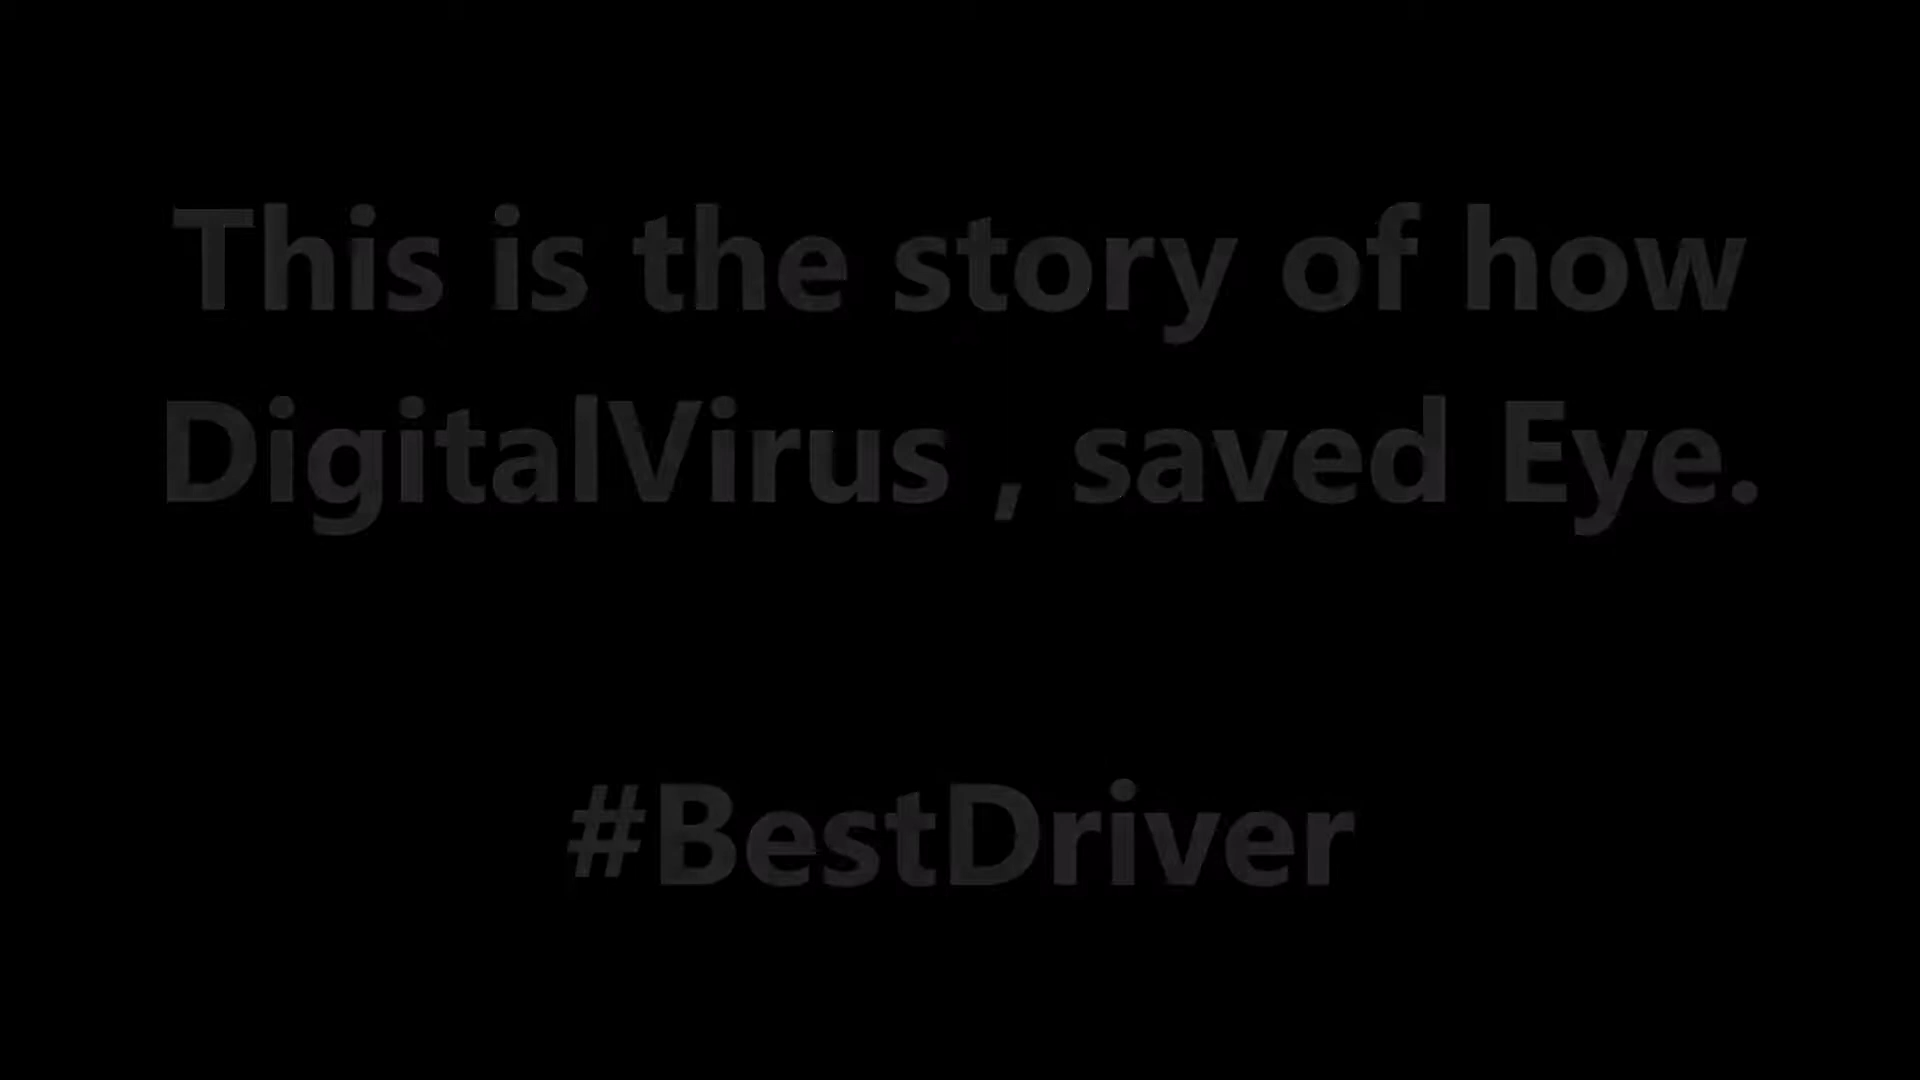 This is the story of how
DigitalVirus , saved Eye.
#BestDriver